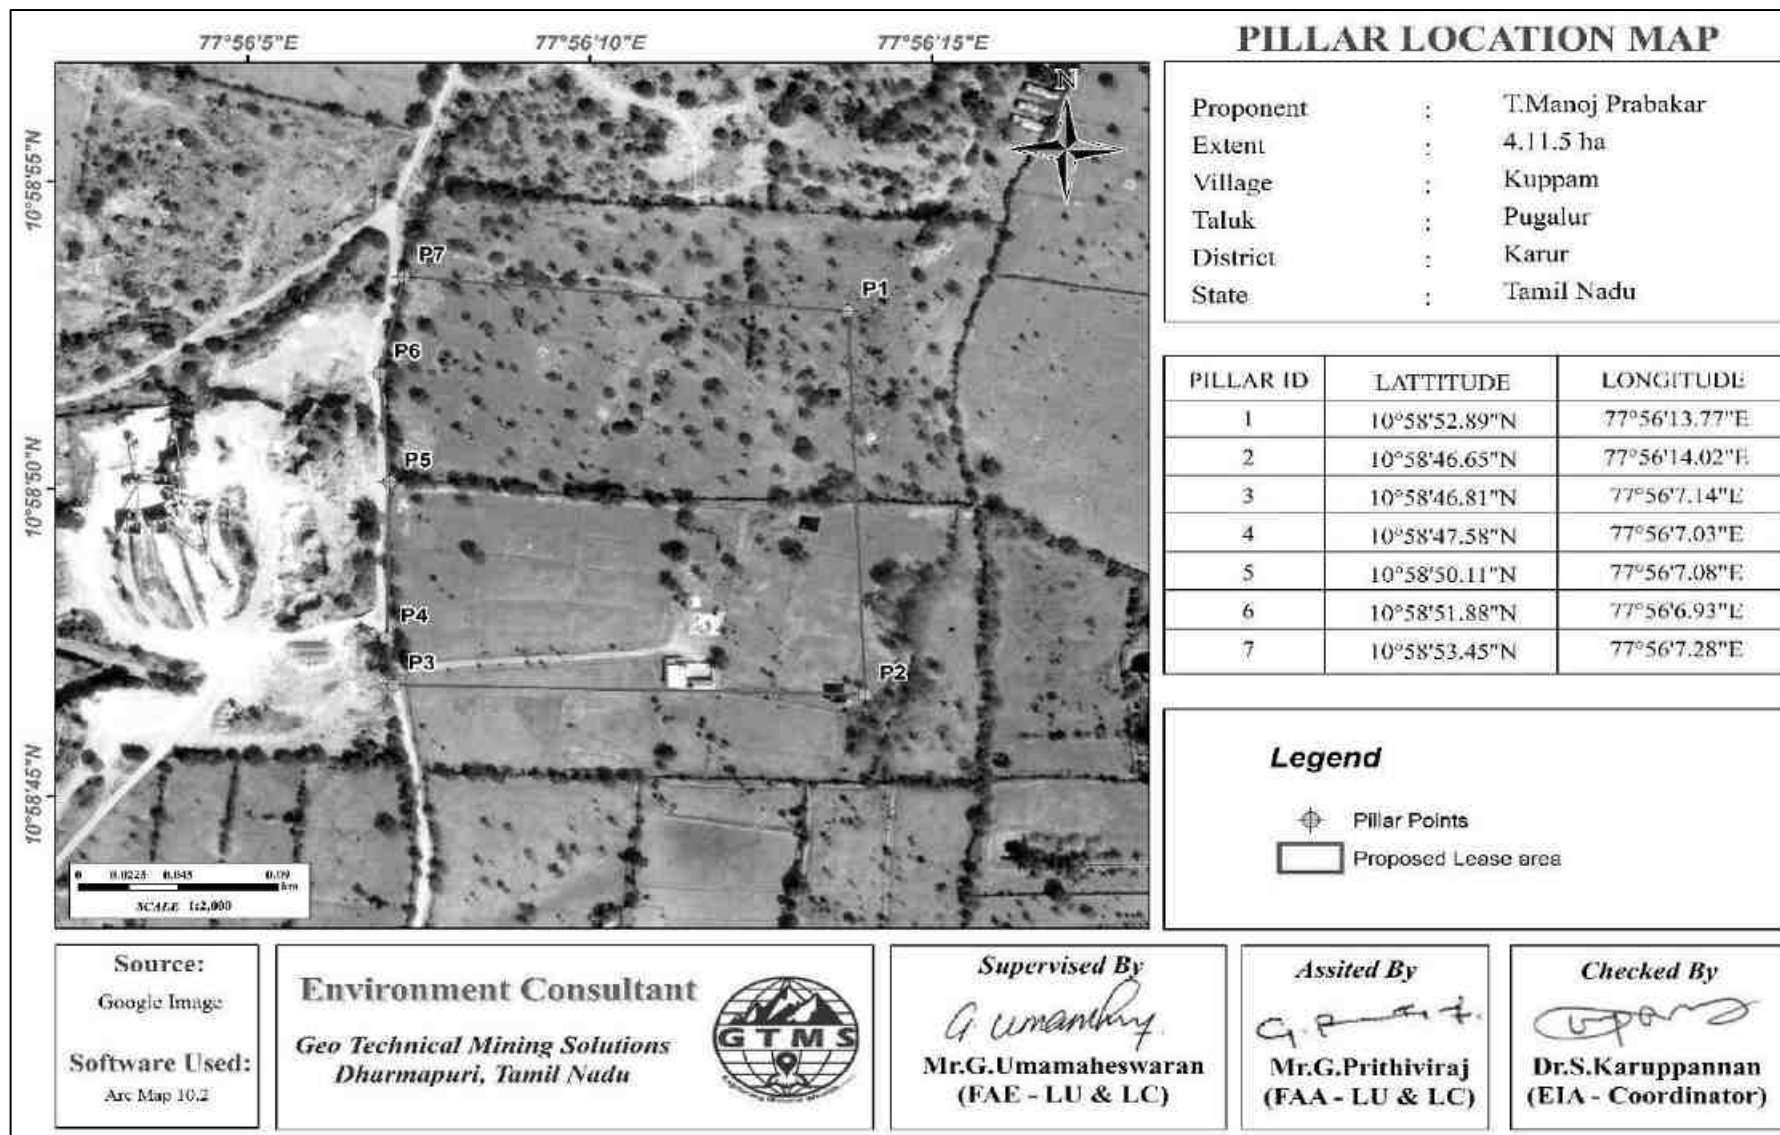 PILLAR LOCATION MAP
77°56'5"E
77°56'10"E
77°56'15"E
10°58'55"N
10°58'50"N
10°58'45"N
N
P7
P1
P6
P5
P4
P3
P2
0 0.0225 0.045 0.09
km
SCALE 1:2,000
Proponent : T.Manoj Prabakar
Extent : 4.11.5 ha
Village : Kuppam
Taluk : Pugalur
District : Karur
State : Tamil Nadu
PILLAR ID LATTITUDE LONGITUDE
1 10°58'52.89"N 77°56'13.77"E
2 10°58'46.65"N 77°56'14.02"E
3 10°58'46.81"N 77°56'7.14"E
4 10°58'47.58"N 77°56'7.03"E
5 10°58'50.11"N 77°56'7.08"E
6 10°58'51.88"N 77°56'6.93"E
7 10°58'53.45"N 77°56'7.28"E
Legend
Pillar Points
Proposed Lease area
Source:
Google Image
Software Used:
Arc Map 10.2
Environment Consultant
Geo Technical Mining Solutions
Dharmapuri, Tamil Nadu
GTMS
Supervised By
G Umamhy
Mr.G.Umamaheswaran
(FAE - LU & LC)
Assited By
Mr.G.Prithiviraj
(FAA - LU & LC)
Checked By
Dr.S.Karuppannan
(EIA - Coordinator)